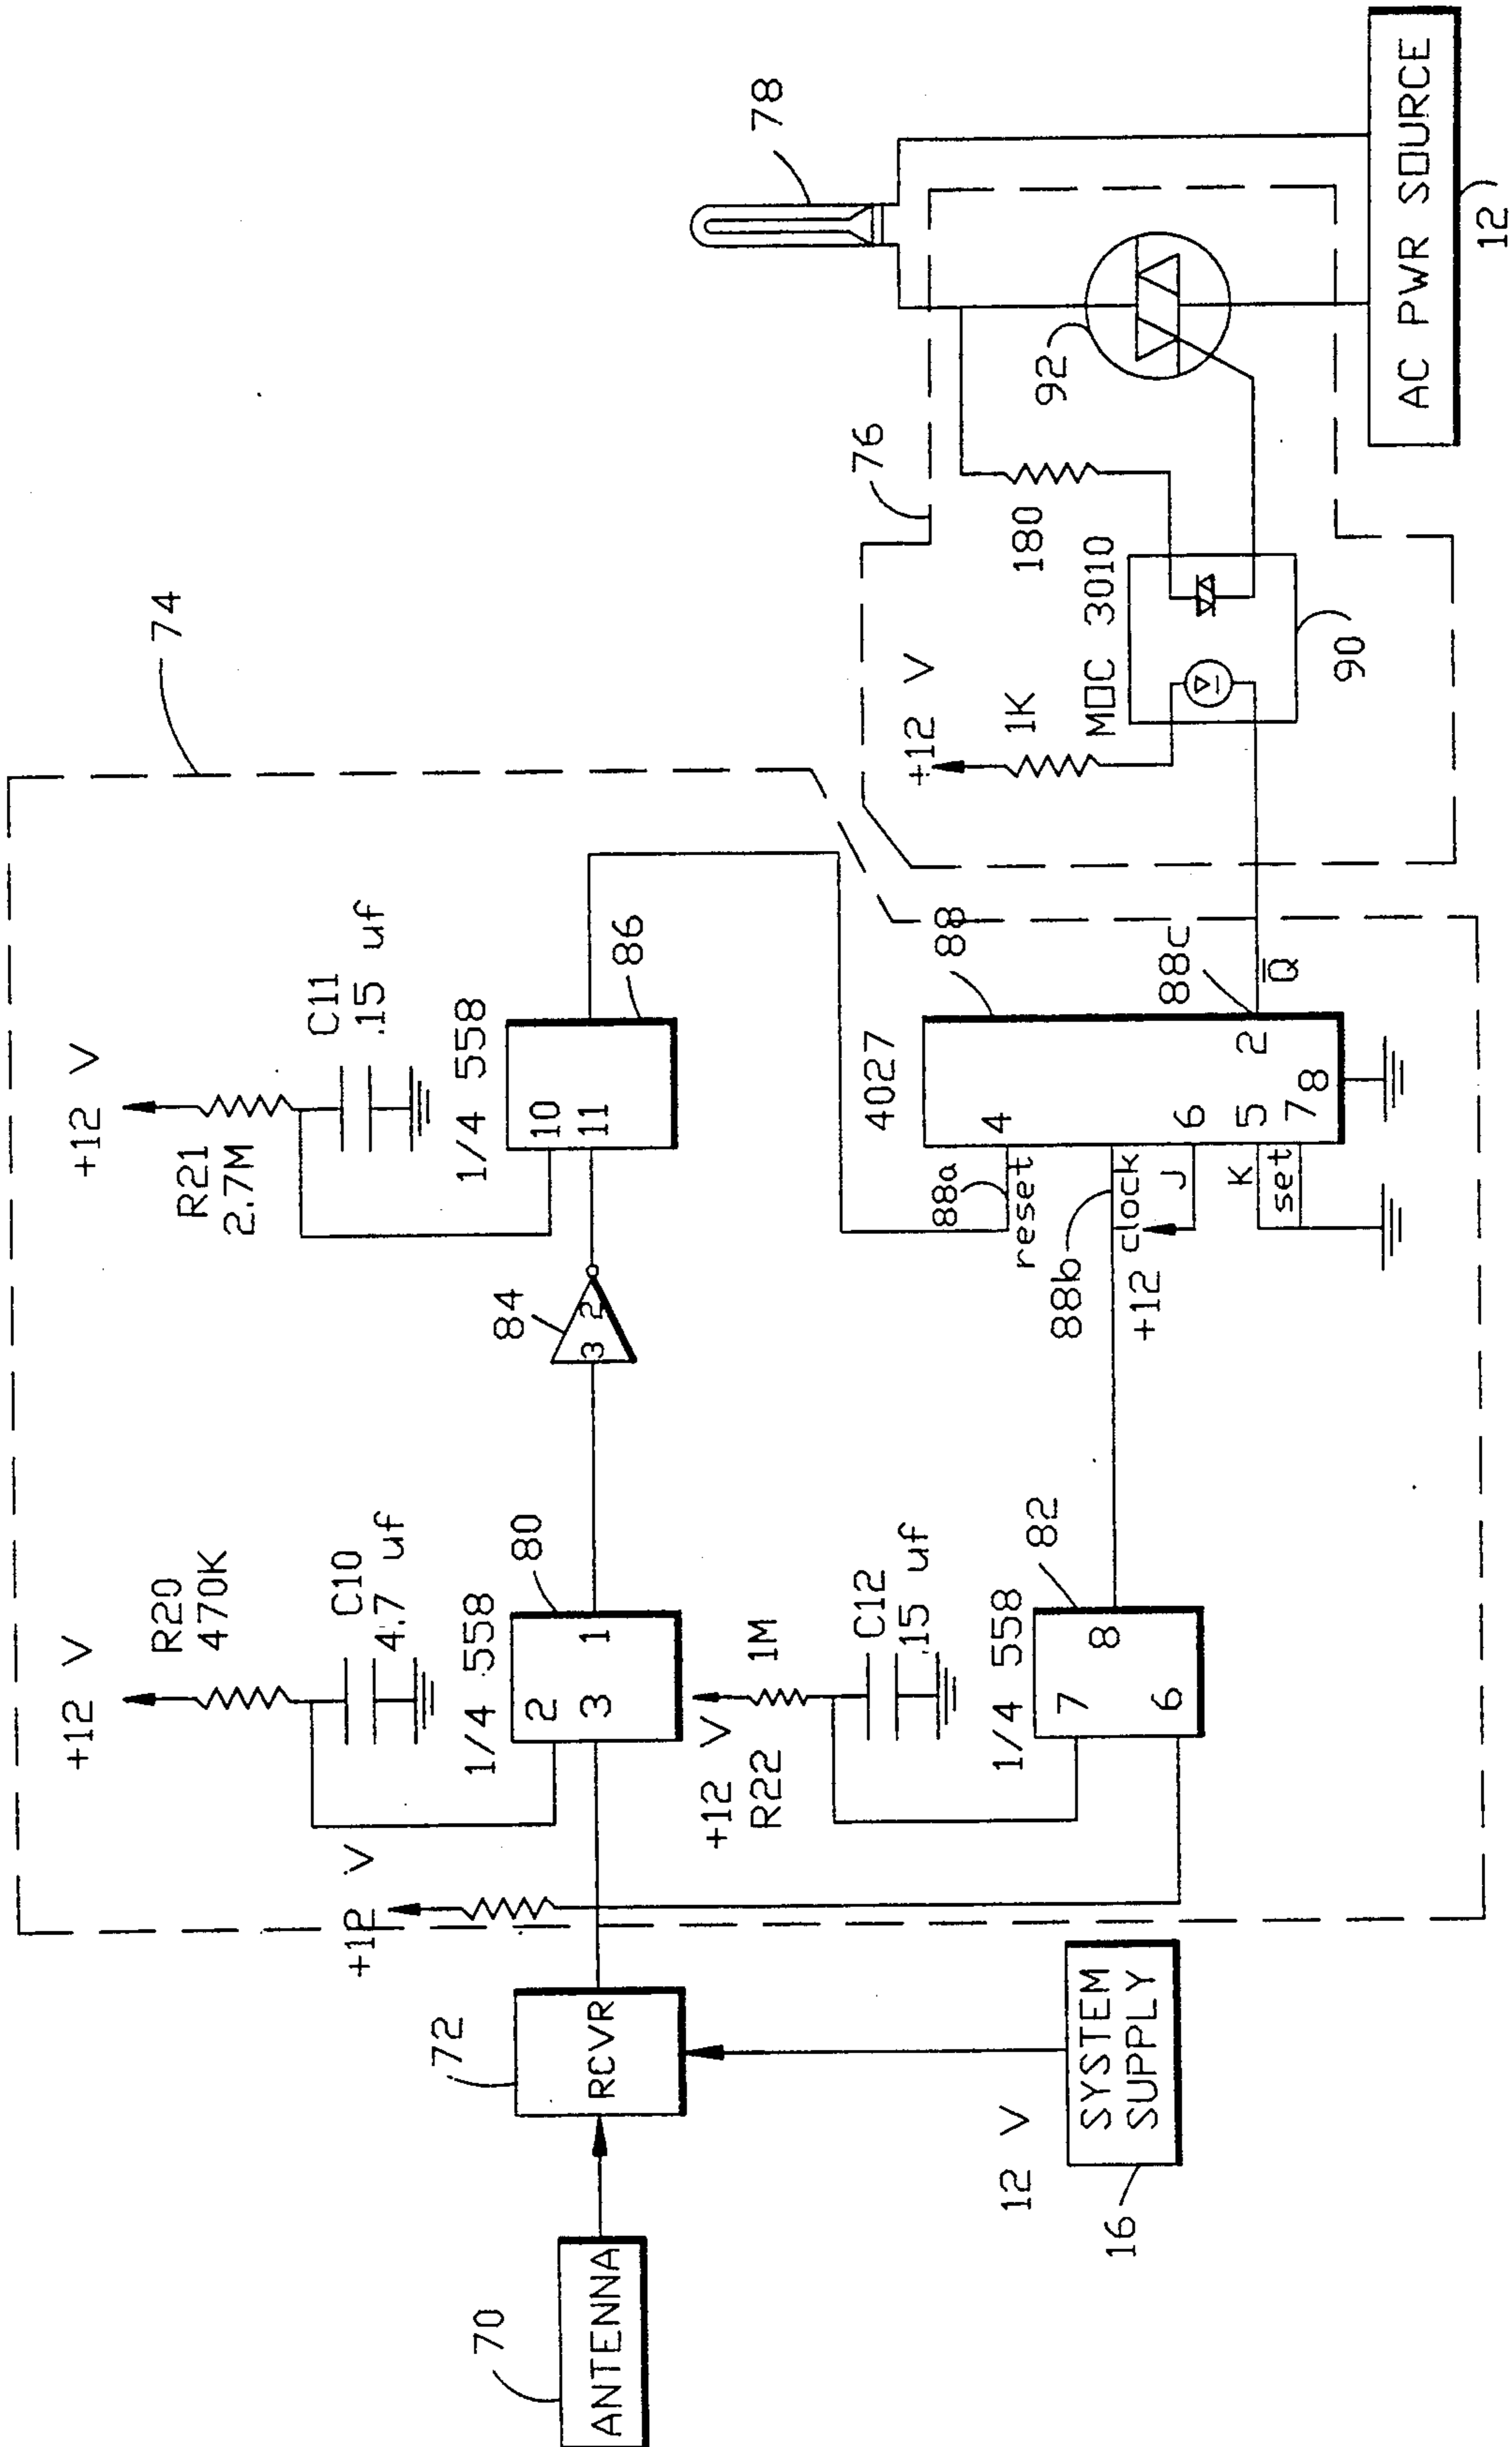 74
+12 V
R20
470K
C10
4.7 uf
+12 V
R21
2.7M
C11
.15 uf
+12 V
72
RCVR
70
ANTENNA
1/4 558
2
3
1
80
84
3
2
1/4 558
10
11
86
12 V
SYSTEM
SUPPLY
16
+12 V
R22
1M
C12
.15 uf
1/4 558
7
6
8
82
4027
88
4
88a
reset
88b
clock
+12
J
6
K
5
set
7
8
2
88c
Q̅
76
+12 V
1K
MOC 3010
180
90
92
78
AC PWR SOURCE
12